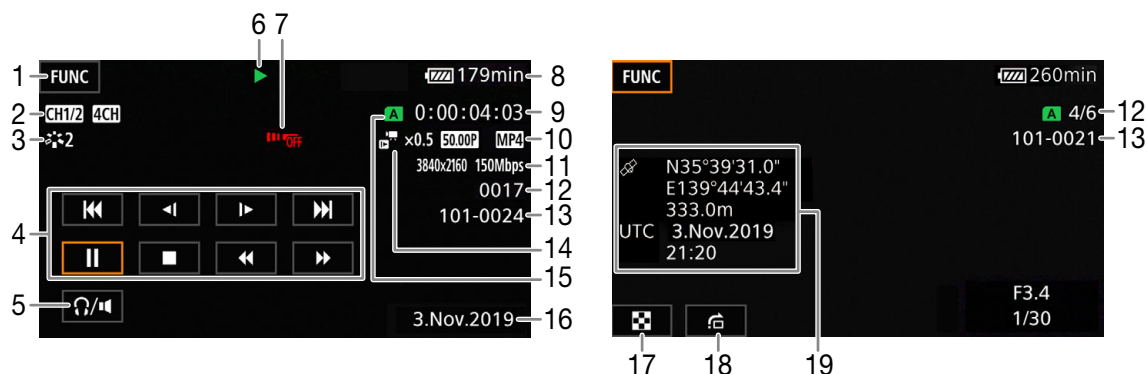 6 7
1 FUNC 179min 8
2 CH1/2 4CH A 0:00:04:03 9
3 2 OFF ×0.5 50.00P MP4 10
3840x2160 150Mbps 11
0017 12
4 101-0024 13
14
15
5 3.Nov.2019 16
FUNC 260min
A 4/6 12
101-0021 13
N35°39'31.0"
E139°44'43.4"
333.0m
UTC 3.Nov.2019
21:20
F3.4
1/30
17 18 19